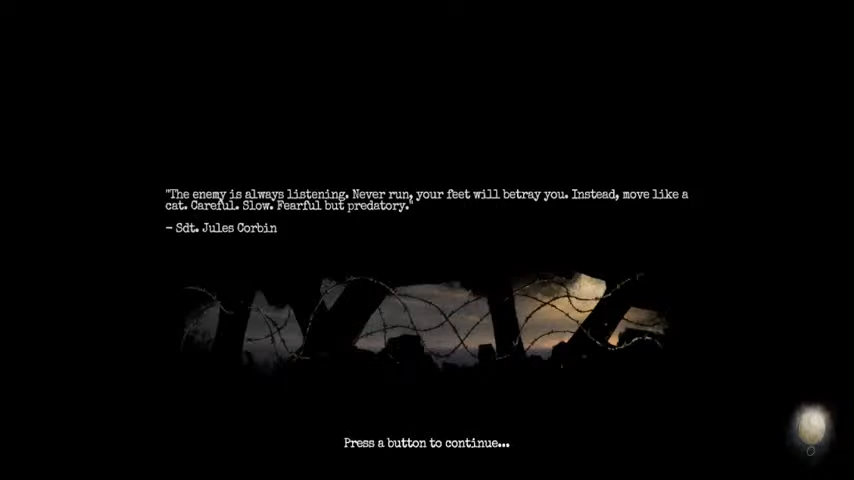 "The enemy is always listening. Never run, your feet will betray you. Instead, move like a
cat. Careful. Slow. Fearful but predatory."
- Sdt. Jules Corbin
Press a button to continue...